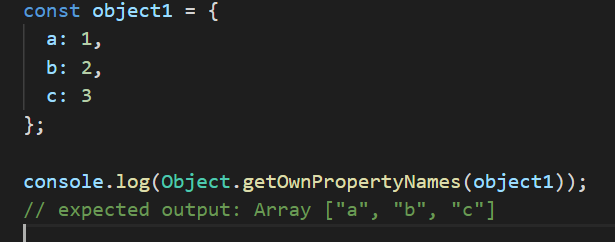 const object1 = {
  a: 1,
  b: 2,
  c: 3
};

console.log(Object.getOwnPropertyNames(object1));
// expected output: Array ["a", "b", "c"]